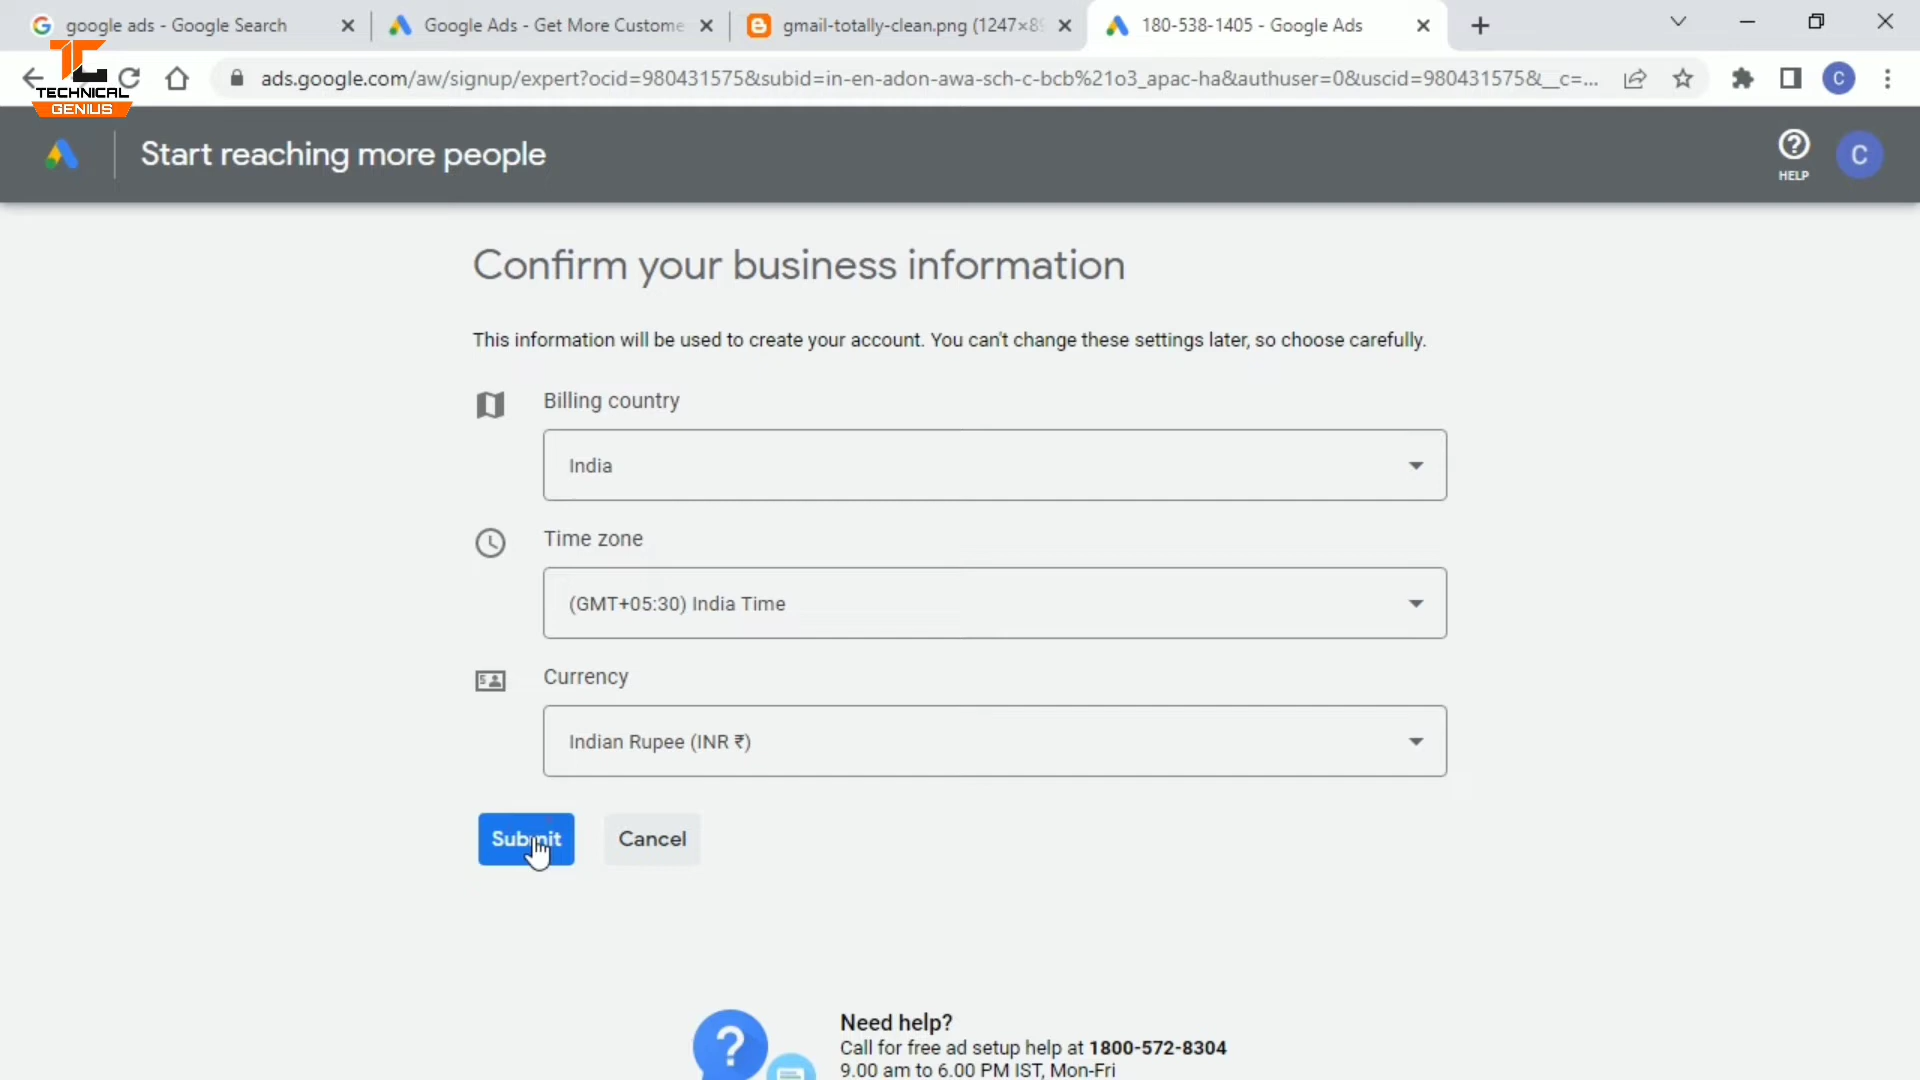 google ads - Google Search
Google Ads - Get More Custome
gmail-totally-clean.png (1247×89
180-538-1405 - Google Ads
ads.google.com/aw/signup/expert?ocid=980431575&subid=in-en-adon-awa-sch-c-bcb%21o3_apac-ha&authuser=0&uscid=980431575&__c=...
C
TECHNICAL
GENIUS
Start reaching more people
HELP
C
Confirm your business information
This information will be used to create your account. You can't change these settings later, so choose carefully.
Billing country
India
Time zone
(GMT+05:30) India Time
Currency
Indian Rupee (INR ₹)
Submit
Cancel
Need help?
Call for free ad setup help at 1800-572-8304
9.00 am to 6.00 PM IST, Mon-Fri